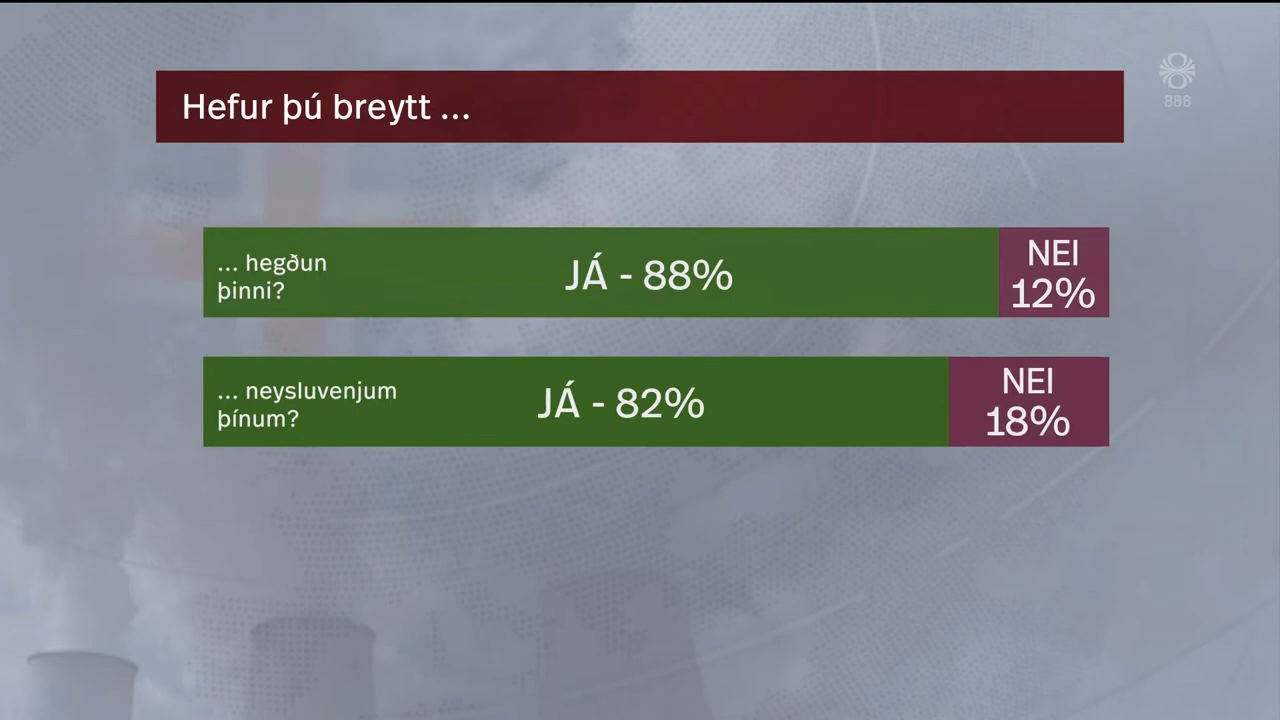 Hefur þú breytt ...
888
... hegðun
þinni?
JÁ - 88%
NEI
12%
... neysluvenjum
þínum?
JÁ - 82%
NEI
18%